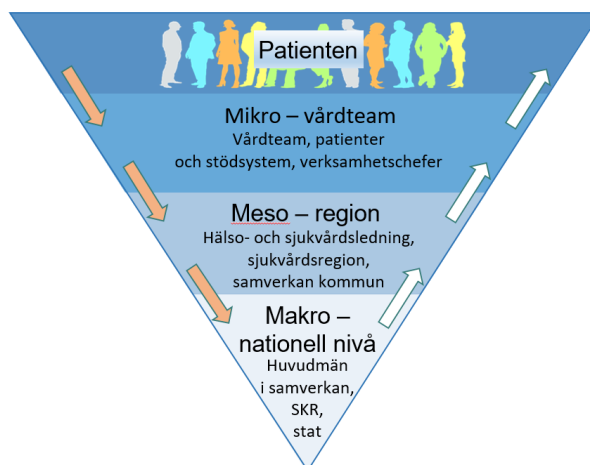 Patienten
Mikro – vårdteam
Vårdteam, patienter
och stödsystem, verksamhetschefer
Meso – region
Hälso- och sjukvårdsledning,
sjukvårdsregion,
samverkan kommun
Makro –
nationell nivå
Huvudmän
i samverkan,
SKR,
stat